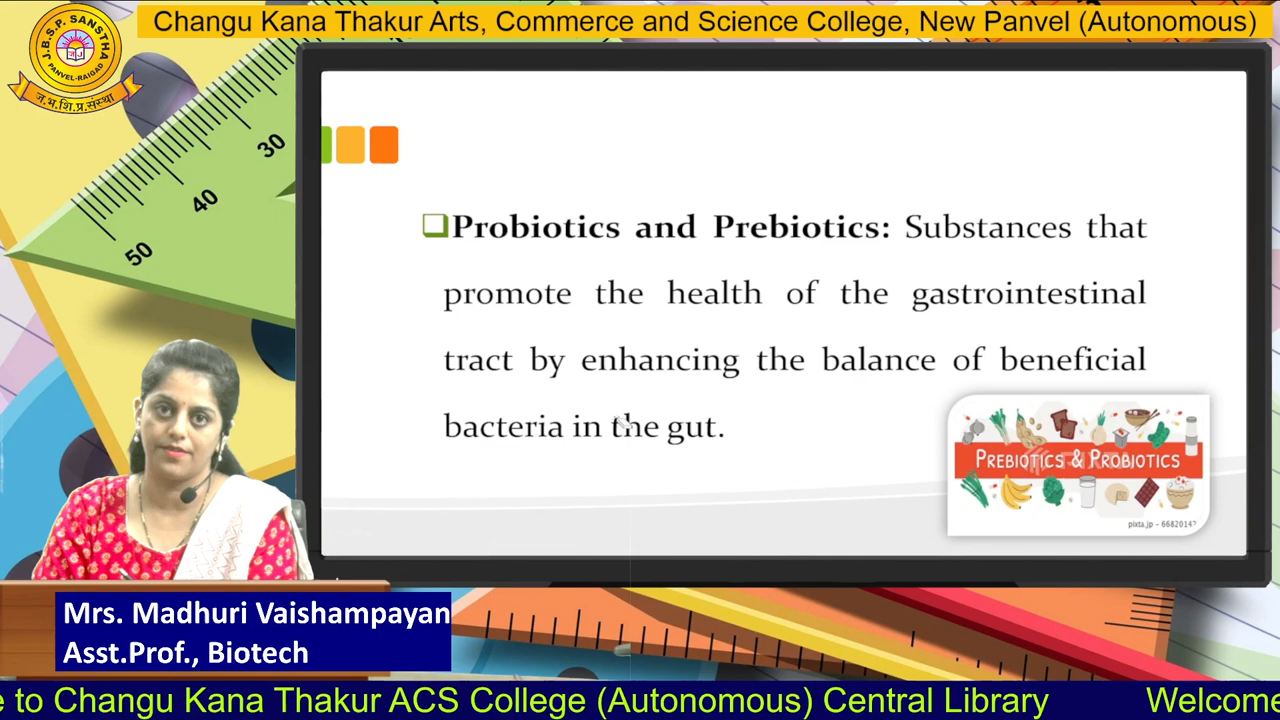 Changu Kana Thakur Arts, Commerce and Science College, New Panvel (Autonomous)
J.B.S.P. SANSTHA
PANVEL-RAIGAD
ज.भ.शि.प्र.संस्था
30
40
50
Probiotics and Prebiotics: Substances that
promote the health of the gastrointestinal
tract by enhancing the balance of beneficial
bacteria in the gut.
PREBIOTICS & PROBIOTICS
PIXTA
pixta.jp - 66820147
Mrs. Madhuri Vaishampayan
Asst.Prof., Biotech
e to Changu Kana Thakur ACS College (Autonomous) Central Library Welcome